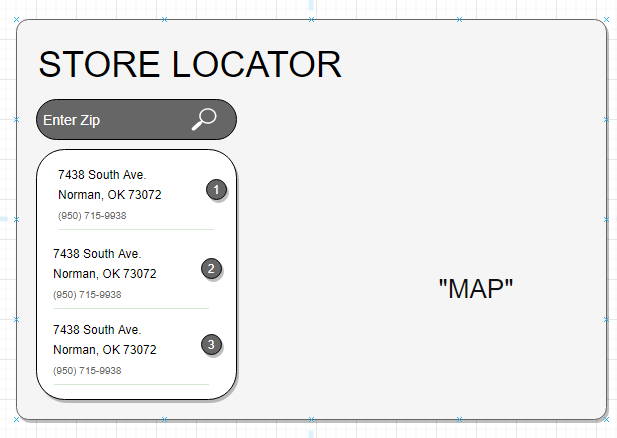 STORE LOCATOR
Enter Zip
7438 South Ave.
Norman, OK 73072
(950) 715-9938
1
7438 South Ave.
Norman, OK 73072
(950) 715-9938
2
7438 South Ave.
Norman, OK 73072
(950) 715-9938
3
"MAP"